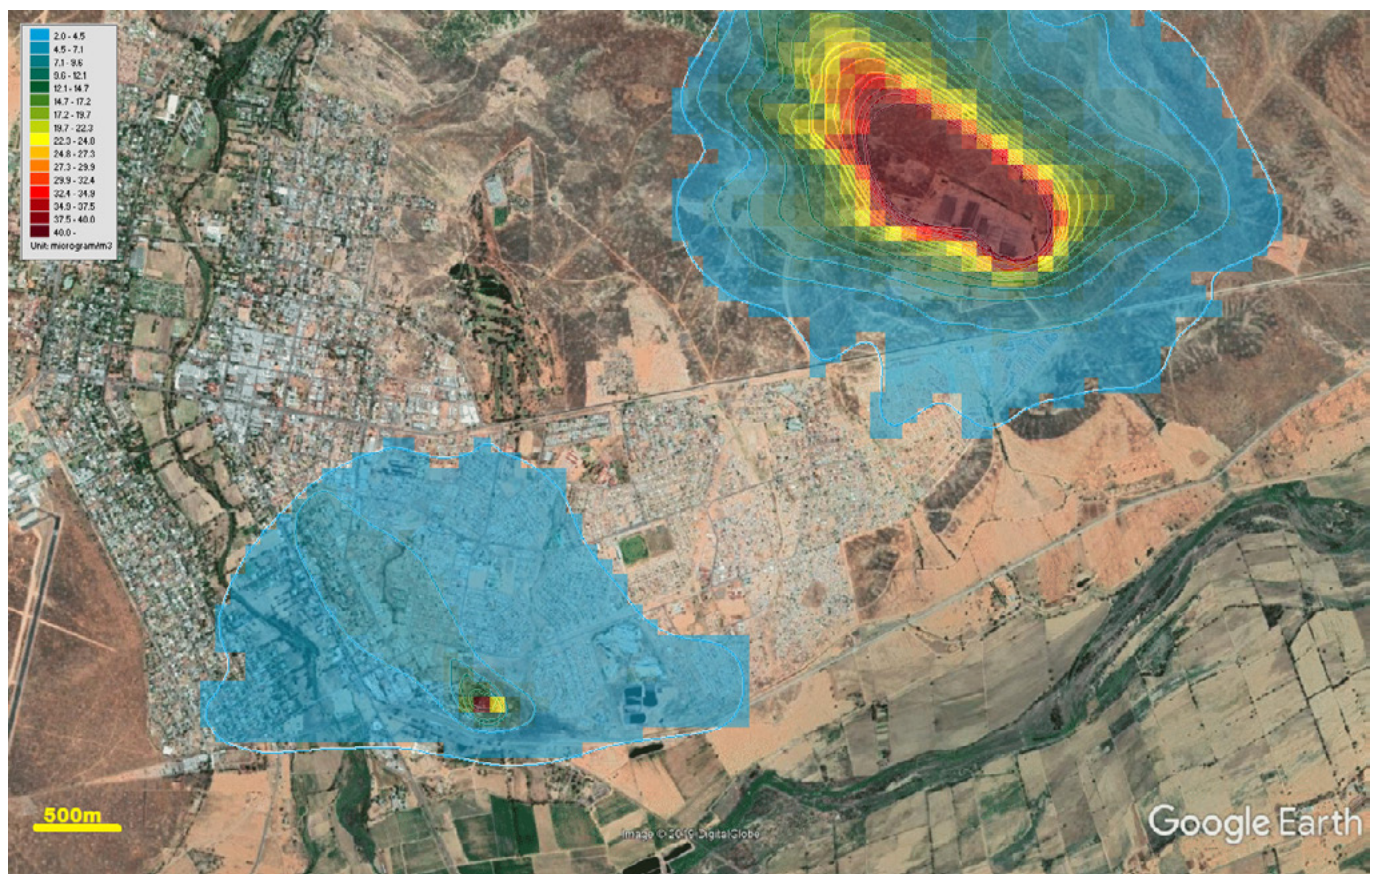 2.0 - 4.5
4.5 - 7.1
7.1 - 9.6
9.6 - 12.1
12.1 - 14.7
14.7 - 17.2
17.2 - 19.7
19.7 - 22.3
22.3 - 24.8
24.8 - 27.3
27.3 - 29.9
29.9 - 32.4
32.4 - 34.9
34.9 - 37.5
37.5 - 40.0
40.0 -
Unit: microgram/m3
500m
Image © 2019 DigitalGlobe
Google Earth